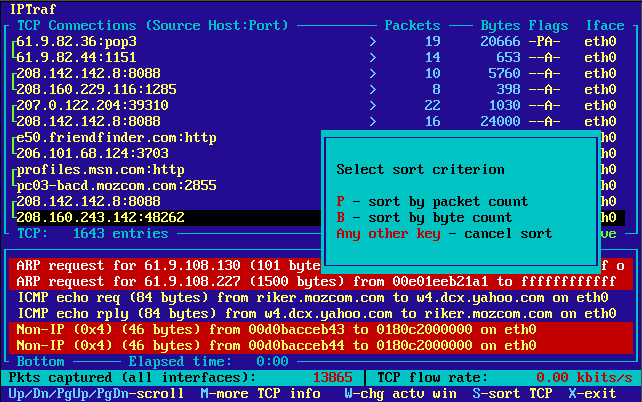 IPTraf
TCP Connections (Source Host:Port) Packets Bytes Flags Iface
61.9.82.36:pop3 > 19 20666 -PA- eth0
61.9.82.44:1151 > 14 653 --A- eth0
208.142.142.8:8088 > 10 5760 --A- eth0
208.160.229.116:1285 > 8 398 --A- eth0
207.0.122.204:39310 > 22 1030 --A- eth0
208.142.142.8:8088 > 16 24000 --A- eth0
e50.friendfinder.com:http eth0
206.101.68.124:3703 eth0
profiles.msn.com:http eth0
pc03-bacd.mozcom.com:2855 eth0
208.142.142.8:8088 eth0
208.160.243.142:48262 eth0
TCP: 1643 entries ve
Select sort criterion
P - sort by packet count
B - sort by byte count
Any other key - cancel sort
ARP request for 61.9.108.130 (101 byte f o
ARP request for 61.9.108.227 (1500 bytes) from 00e01eeb21a1 to ffffffffffff
ICMP echo req (84 bytes) from riker.mozcom.com to w4.dcx.yahoo.com on eth0
ICMP echo rply (84 bytes) from w4.dcx.yahoo.com to riker.mozcom.com on eth0
Non-IP (0x4) (46 bytes) from 00d0bacceb43 to 0180c2000000 on eth0
Non-IP (0x4) (46 bytes) from 00d0bacceb44 to 0180c2000000 on eth0
Bottom Elapsed time: 0:00
Pkts captured (all interfaces): 13865 TCP flow rate: 0.00 kbits/s
Up/Dn/PgUp/PgDn-scroll M-more TCP info W-chg actv win S-sort TCP X-exit